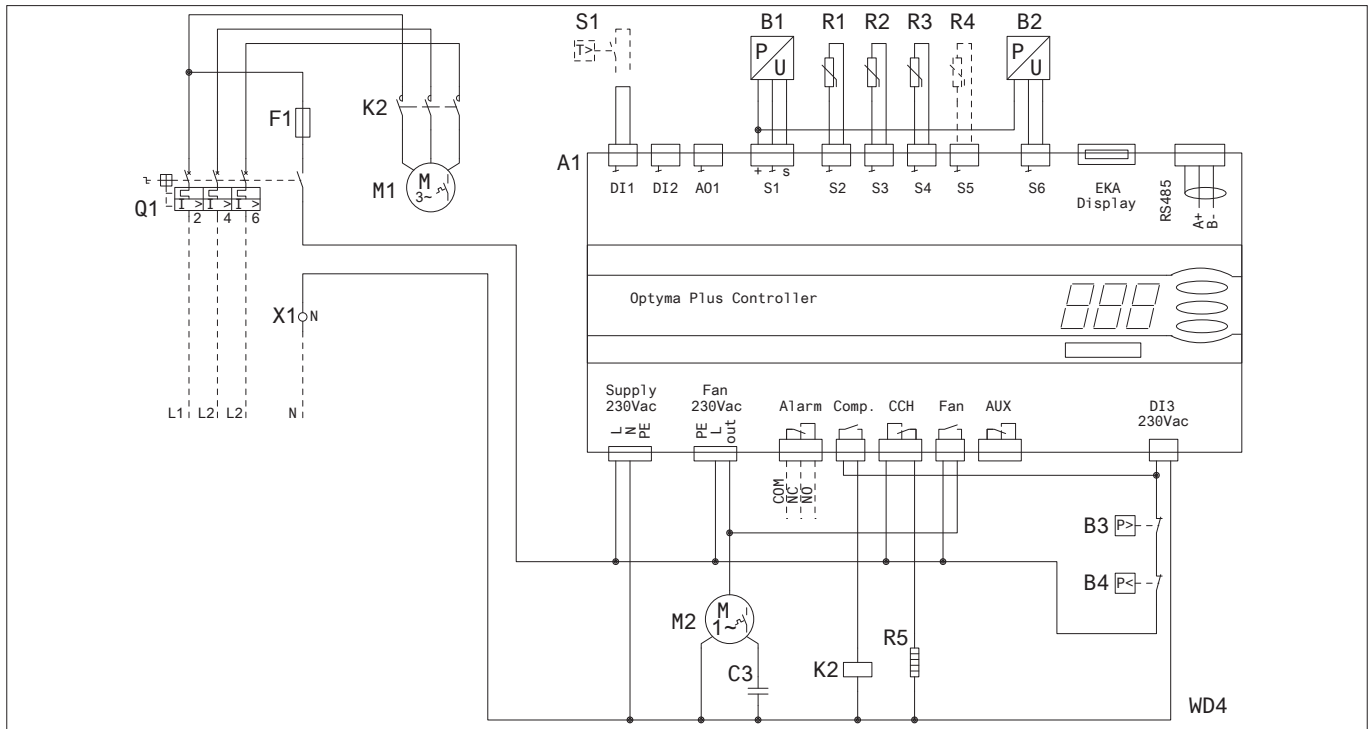 S1 B1 R1 R2 R3 R4 B2
T> P U P U
F1 K2
M1 M 3~
Q1 I > I > I >
2 4 6
A1
+ s
DI1 DI2 AO1 S1 S2 S3 S4 S5 S6 EKA Display RS485 A+ B-
Optyma Plus Controller
X1 N
L1 L2 L2 N
Supply 230Vac
L N PE
Fan 230Vac
PE L out
Alarm Comp. CCH Fan AUX
DI3 230Vac
COM NC NO
B3 P>
B4 P<
M2 M 1~
C3 K2 R5
WD4